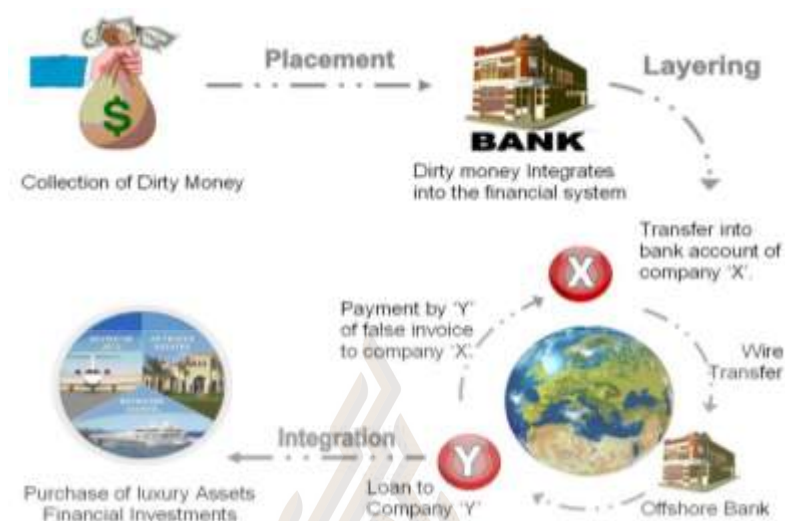 Placement
Layering
$
BANK
Collection of Dirty Money
Dirty money Integrates
into the financial system
Transfer into
bank account of
company 'X'.
X
Payment by 'Y'
of false invoice
to company 'X'.
Wire
Transfer
Integration
Y
Purchase of luxury Assets
Financial Investments
Loan to
Company 'Y'
Offshore Bank